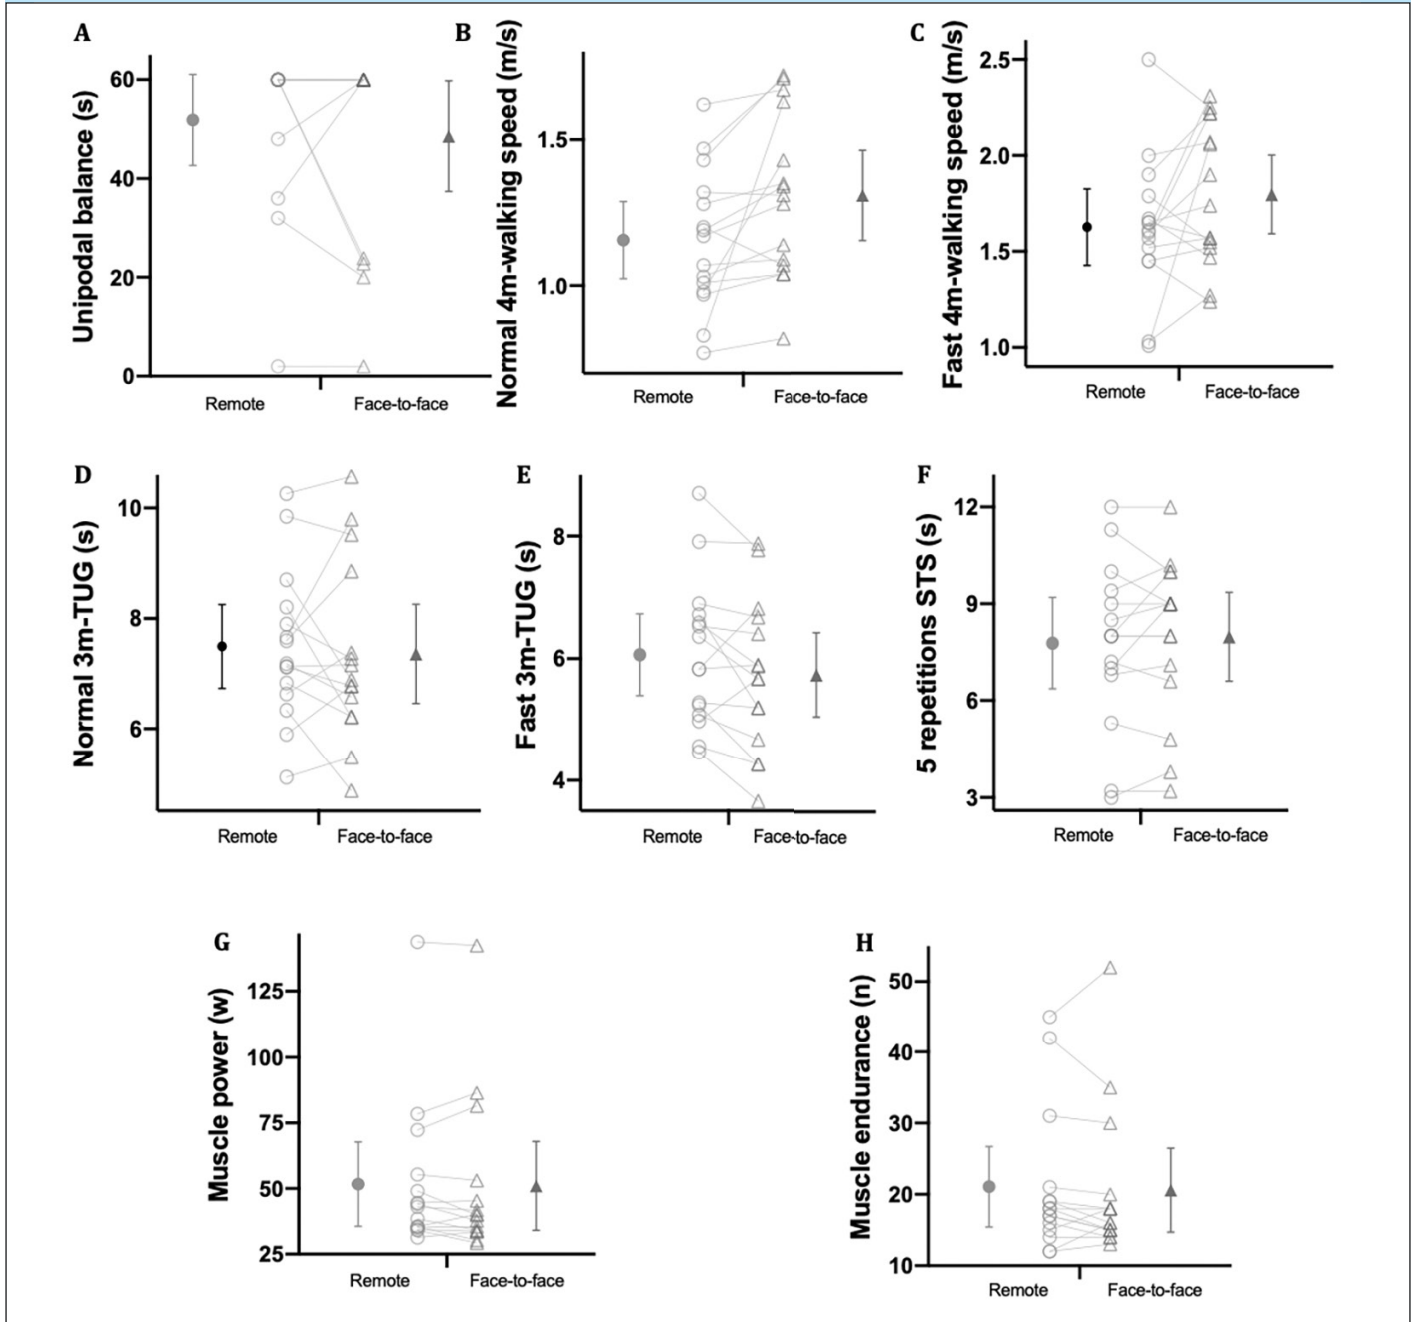 A
Unipodal balance (s)
60
40
20
0
Remote Face-to-face
B
Normal 4m-walking speed (m/s)
1.5
1.0
Remote Face-to-face
C
Fast 4m-walking speed (m/s)
2.5
2.0
1.5
1.0
Remote Face-to-face
D
Normal 3m-TUG (s)
10
8
6
Remote Face-to-face
E
Fast 3m-TUG (s)
8
6
4
Remote Face-to-face
F
5 repetitions STS (s)
12
9
6
3
Remote Face-to-face
G
Muscle power (w)
125
100
75
50
25
Remote Face-to-face
H
Muscle endurance (n)
50
40
30
20
10
Remote Face-to-face